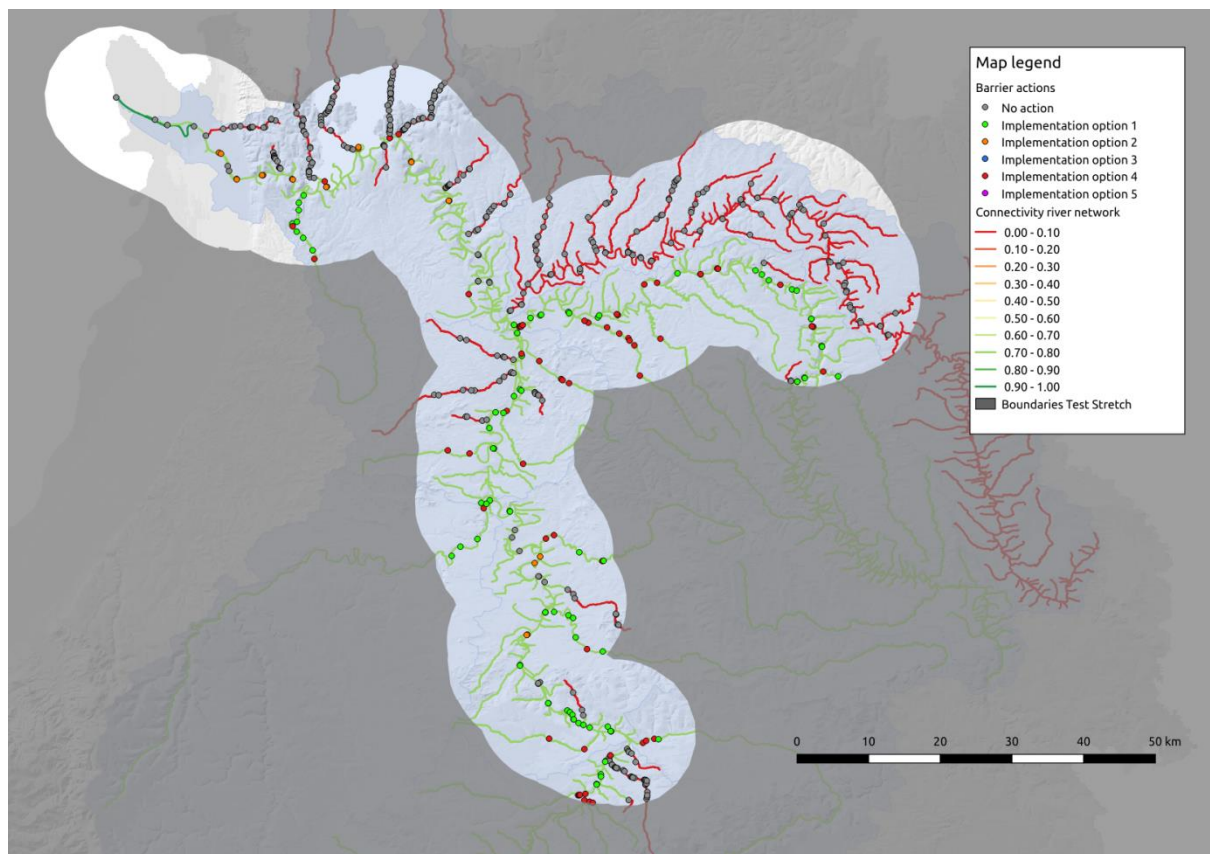 Map legend
Barrier actions
No action
Implementation option 1
Implementation option 2
Implementation option 3
Implementation option 4
Implementation option 5
Connectivity river network
0.00 - 0.10
0.10 - 0.20
0.20 - 0.30
0.30 - 0.40
0.40 - 0.50
0.50 - 0.60
0.60 - 0.70
0.70 - 0.80
0.80 - 0.90
0.90 - 1.00
Boundaries Test Stretch
0 10 20 30 40 50 km